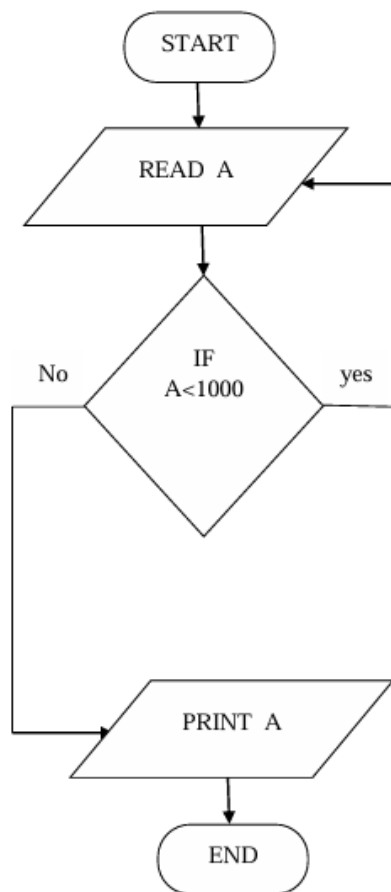 START
READ A
IF
A<1000
No
yes
PRINT A
END